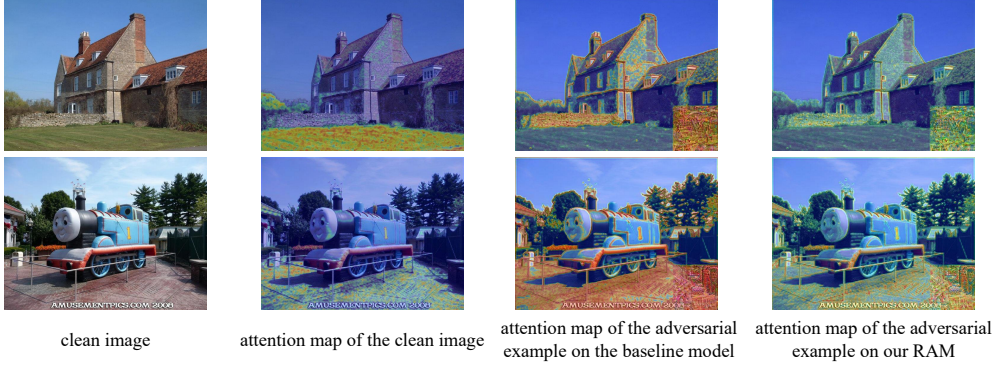 AMUSEMENTPICS.COM 2006
AMUSEMENTPICS.COM 2006
AMUSEMENTPICS.COM 2006
AMUSEMENTPICS.COM 2006
clean image
attention map of the clean image
attention map of the adversarial
example on the baseline model
attention map of the adversarial
example on our RAM